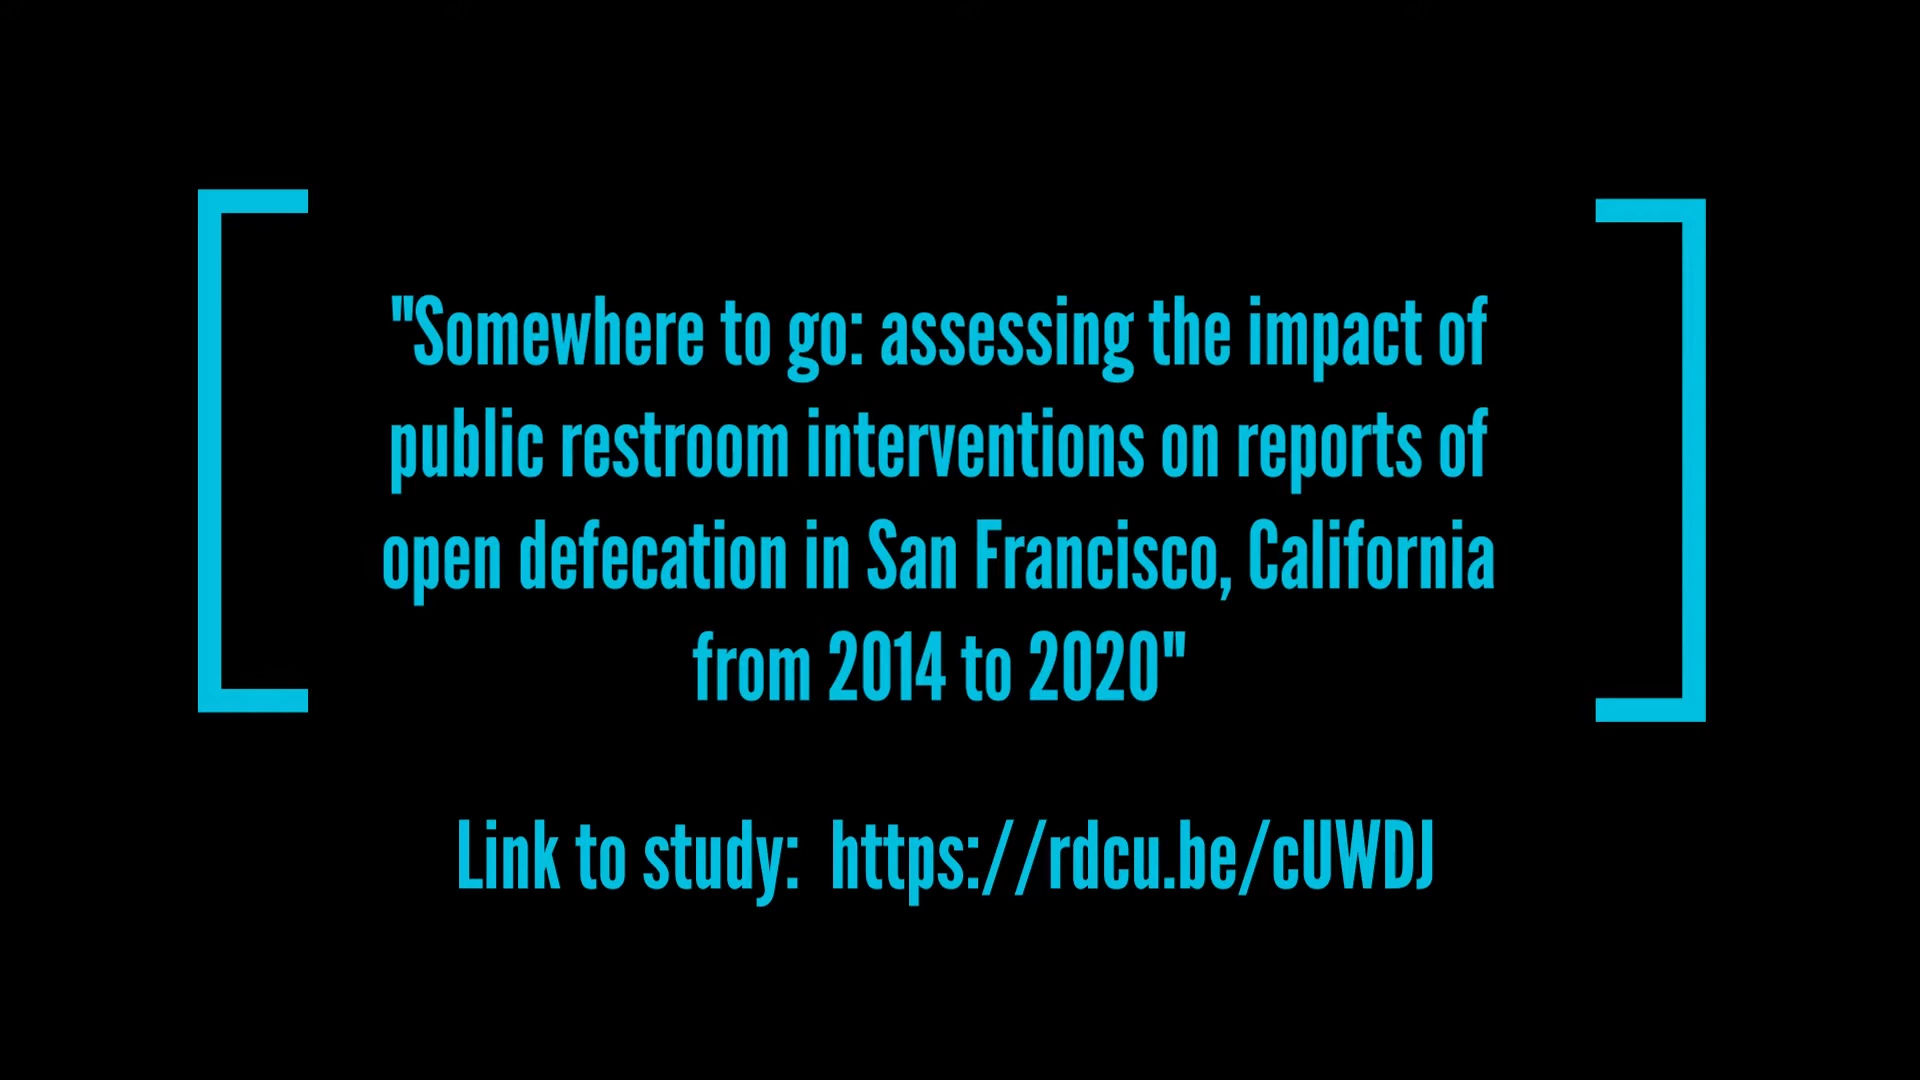 "Somewhere to go: assessing the impact of
public restroom interventions on reports of
open defecation in San Francisco, California
from 2014 to 2020"
Link to study: https://rdcu.be/cUWDJ